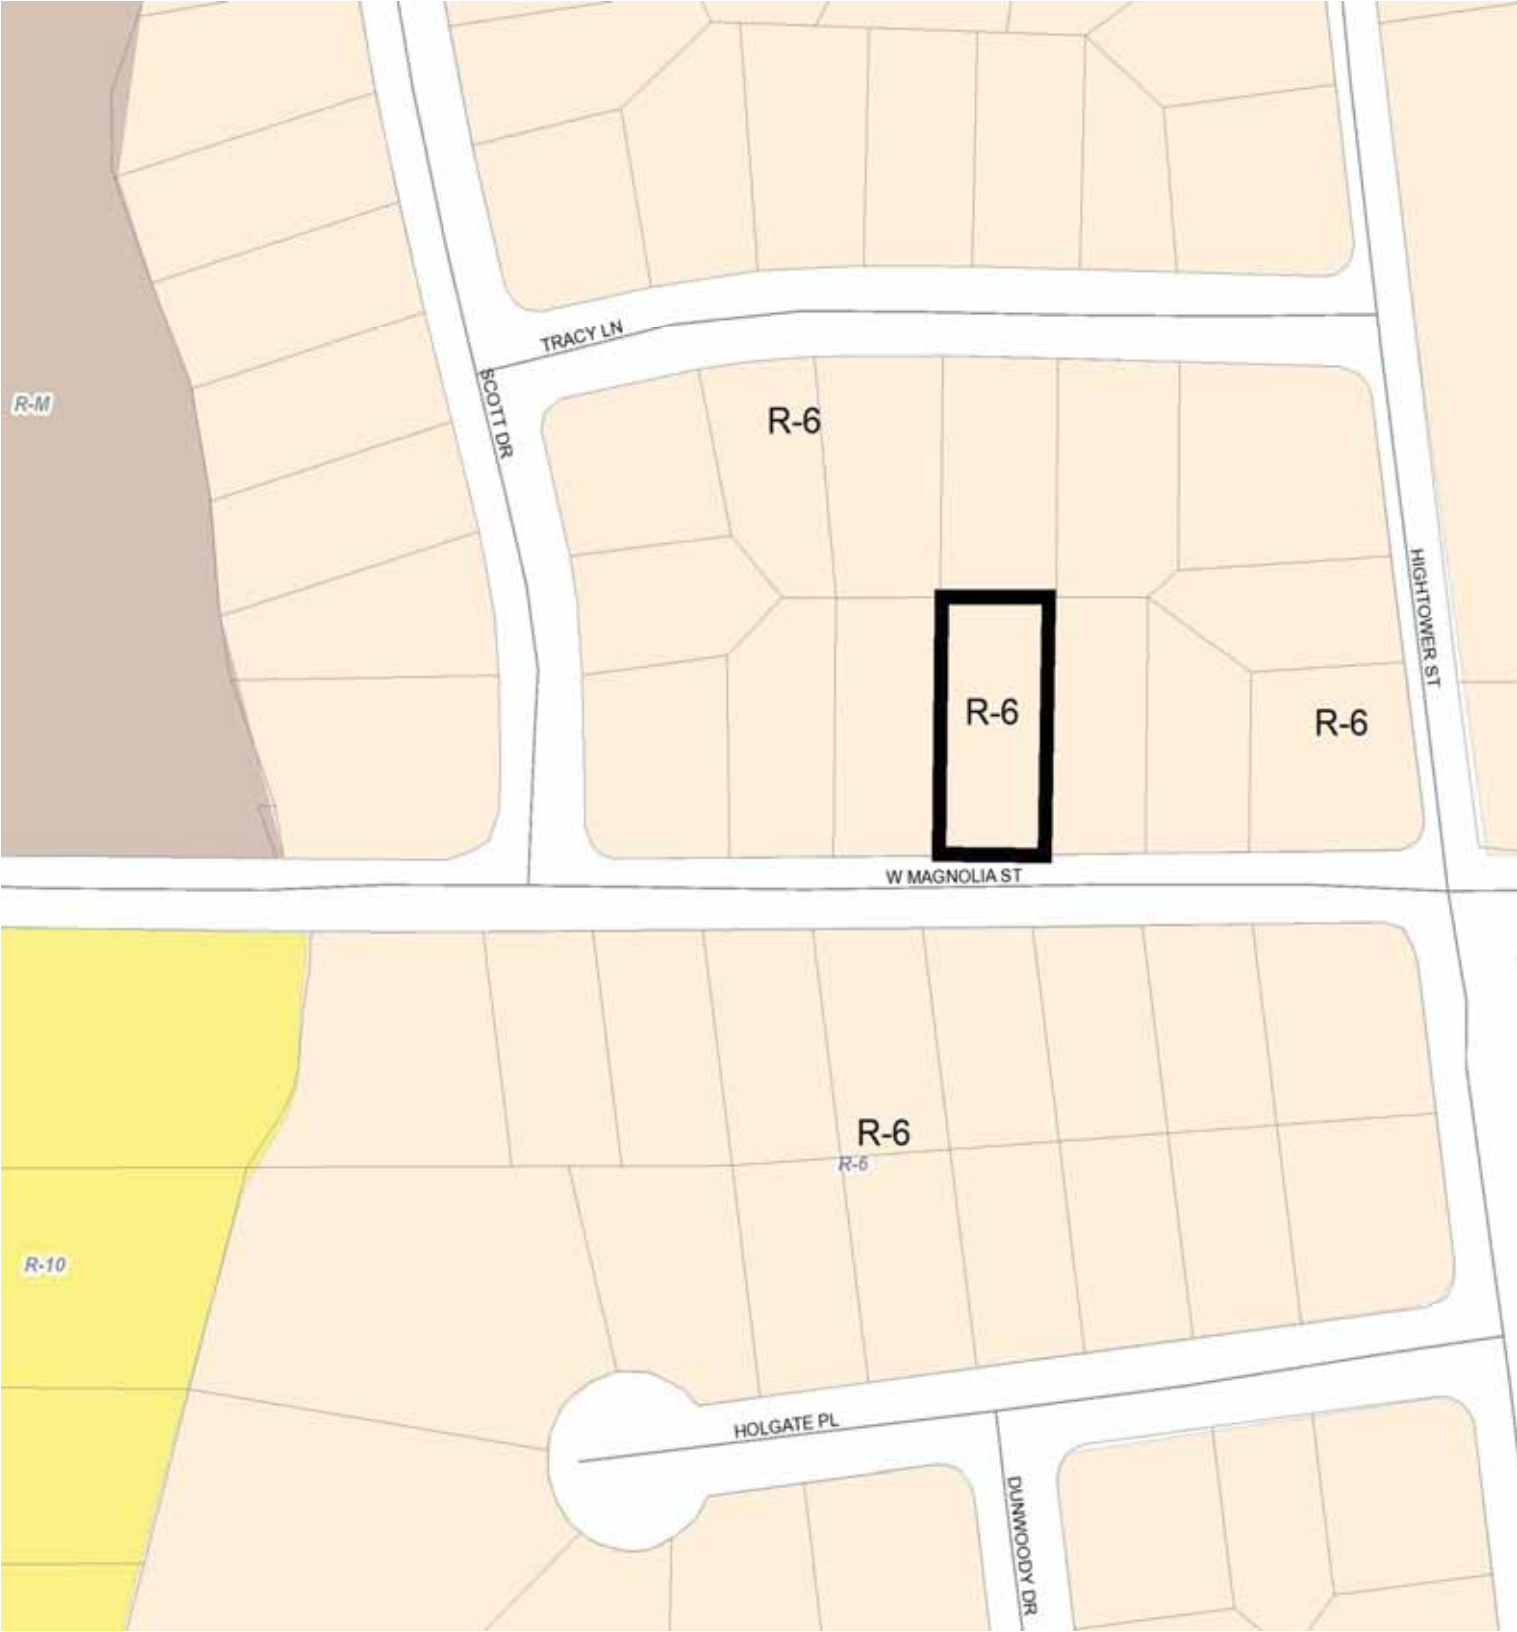 TRACY LN
SCOTT DR
R-M
R-6
HIGHTOWER ST
R-6
R-6
W MAGNOLIA ST
R-6
R-6
R-10
HOLGATE PL
DUNWOODY DR